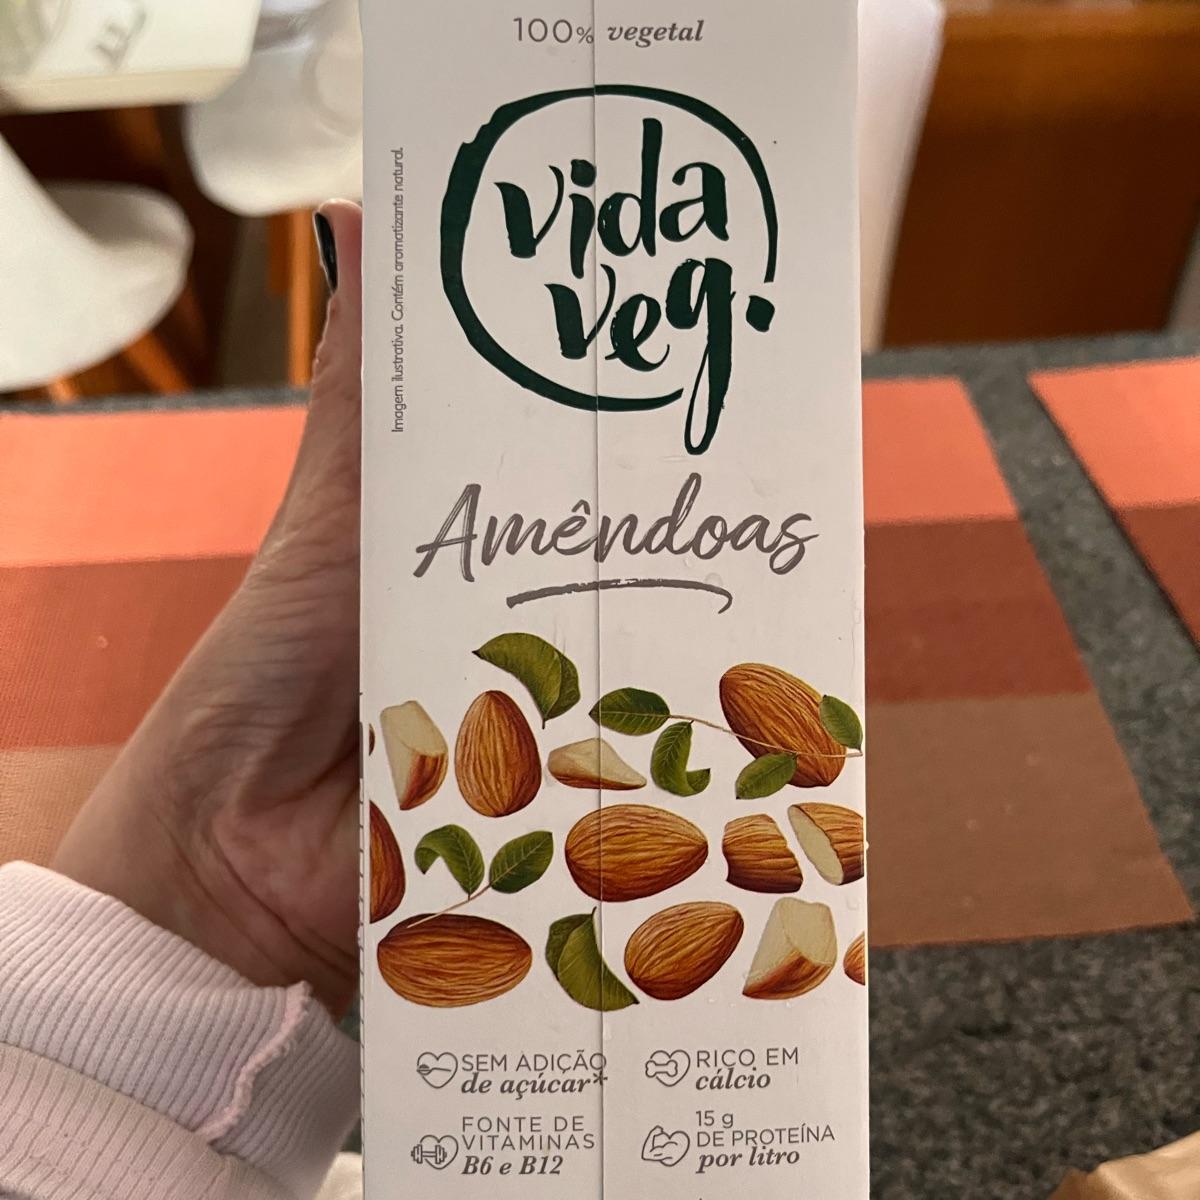 100% vegetal
vida
veg.
Imagem ilustrativa. Contém aromatizante natural.
Amêndoas
SEM ADIÇÃO
de açúcar*
RICO EM
cálcio
FONTE DE
VITAMINAS
B6 e B12
15 g
DE PROTEÍNA
por litro